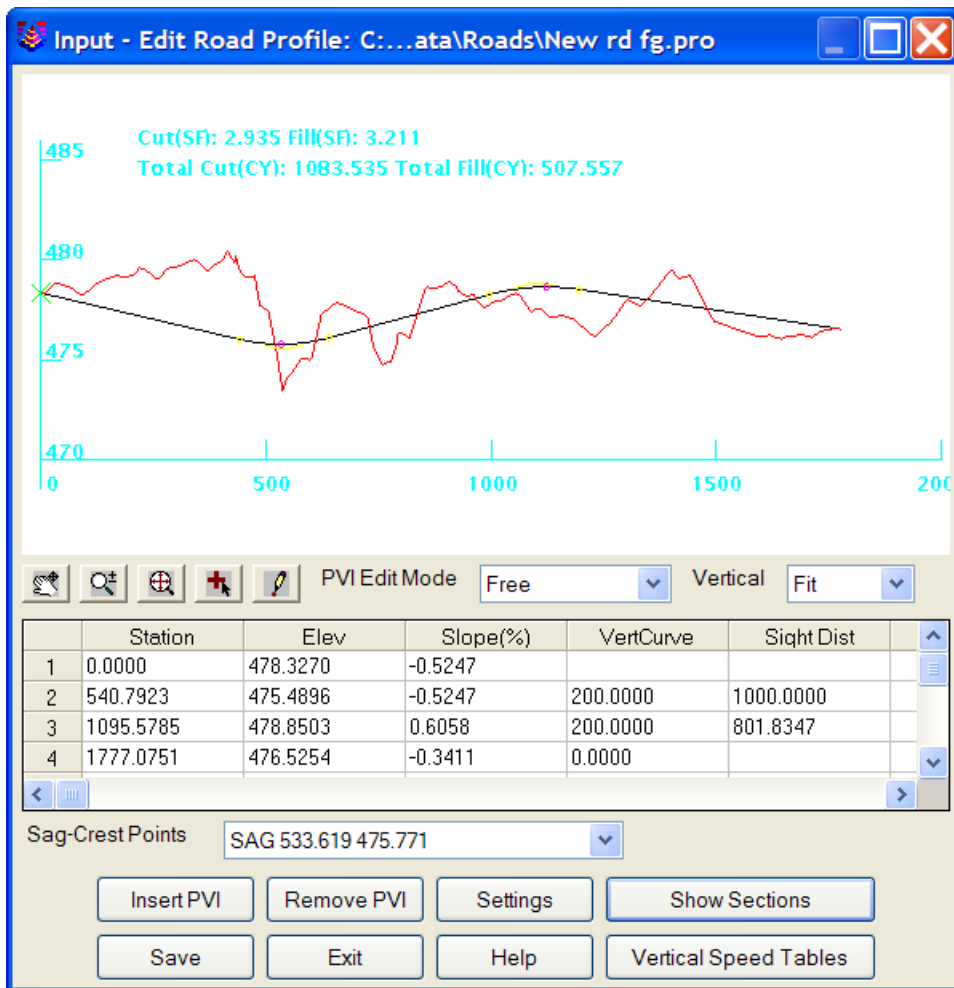 Input - Edit Road Profile: C:...ata\Roads\New rd fg.pro
Cut(SF): 2.935 Fill(SF): 3.211
Total Cut(CY): 1083.535 Total Fill(CY): 507.557
485
480
475
470
0 500 1000 1500 200
PVI Edit Mode Free Vertical Fit
Station Elev Slope(%) VertCurve Sight Dist
1 0.0000 478.3270 -0.5247
2 540.7923 475.4896 -0.5247 200.0000 1000.0000
3 1095.5785 478.8503 0.6058 200.0000 801.8347
4 1777.0751 476.5254 -0.3411 0.0000
Sag-Crest Points SAG 533.619 475.771
Insert PVI Remove PVI Settings Show Sections
Save Exit Help Vertical Speed Tables